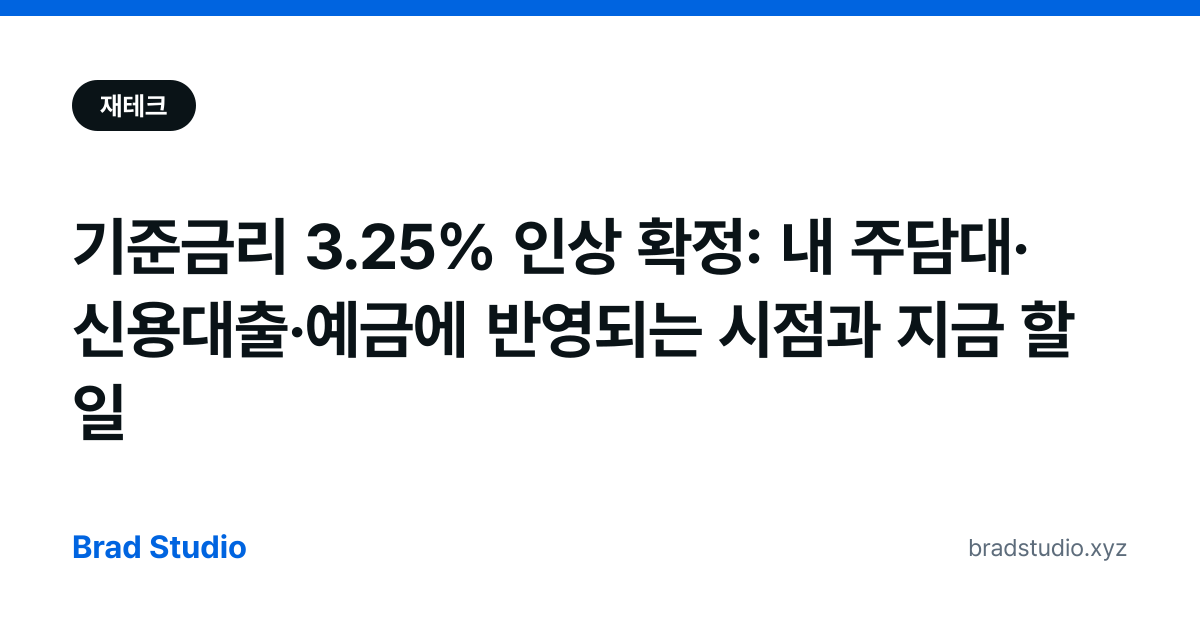 재테크
기준금리 3.25% 인상 확정: 내 주담대·
신용대출·예금에 반영되는 시점과 지금 할
일
Brad Studio
bradstudio.xyz